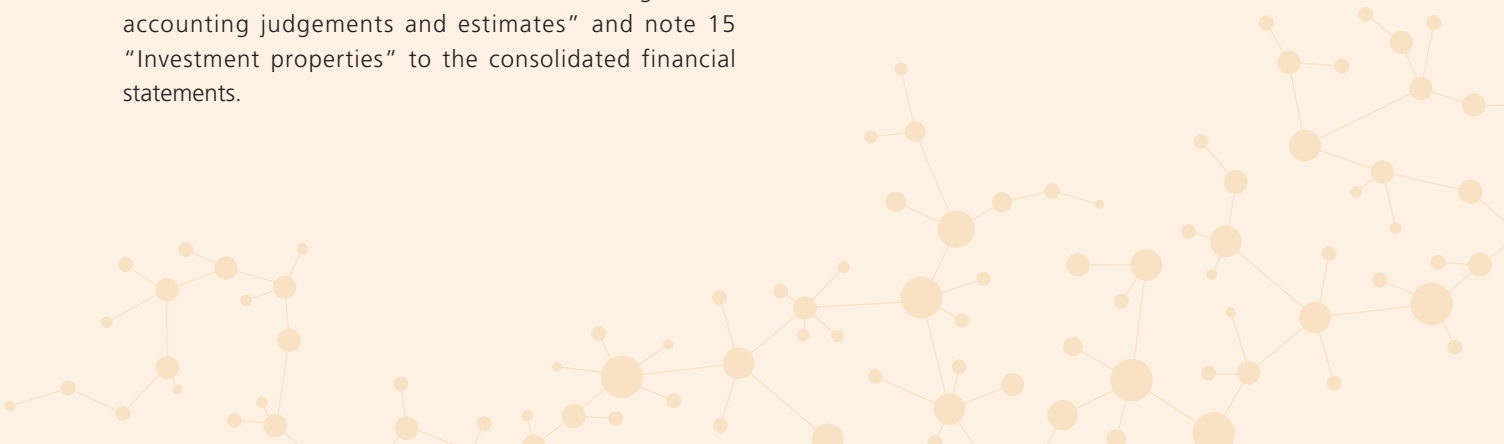 accounting judgements and estimates” and note 15
“Investment properties” to the consolidated financial
statements.